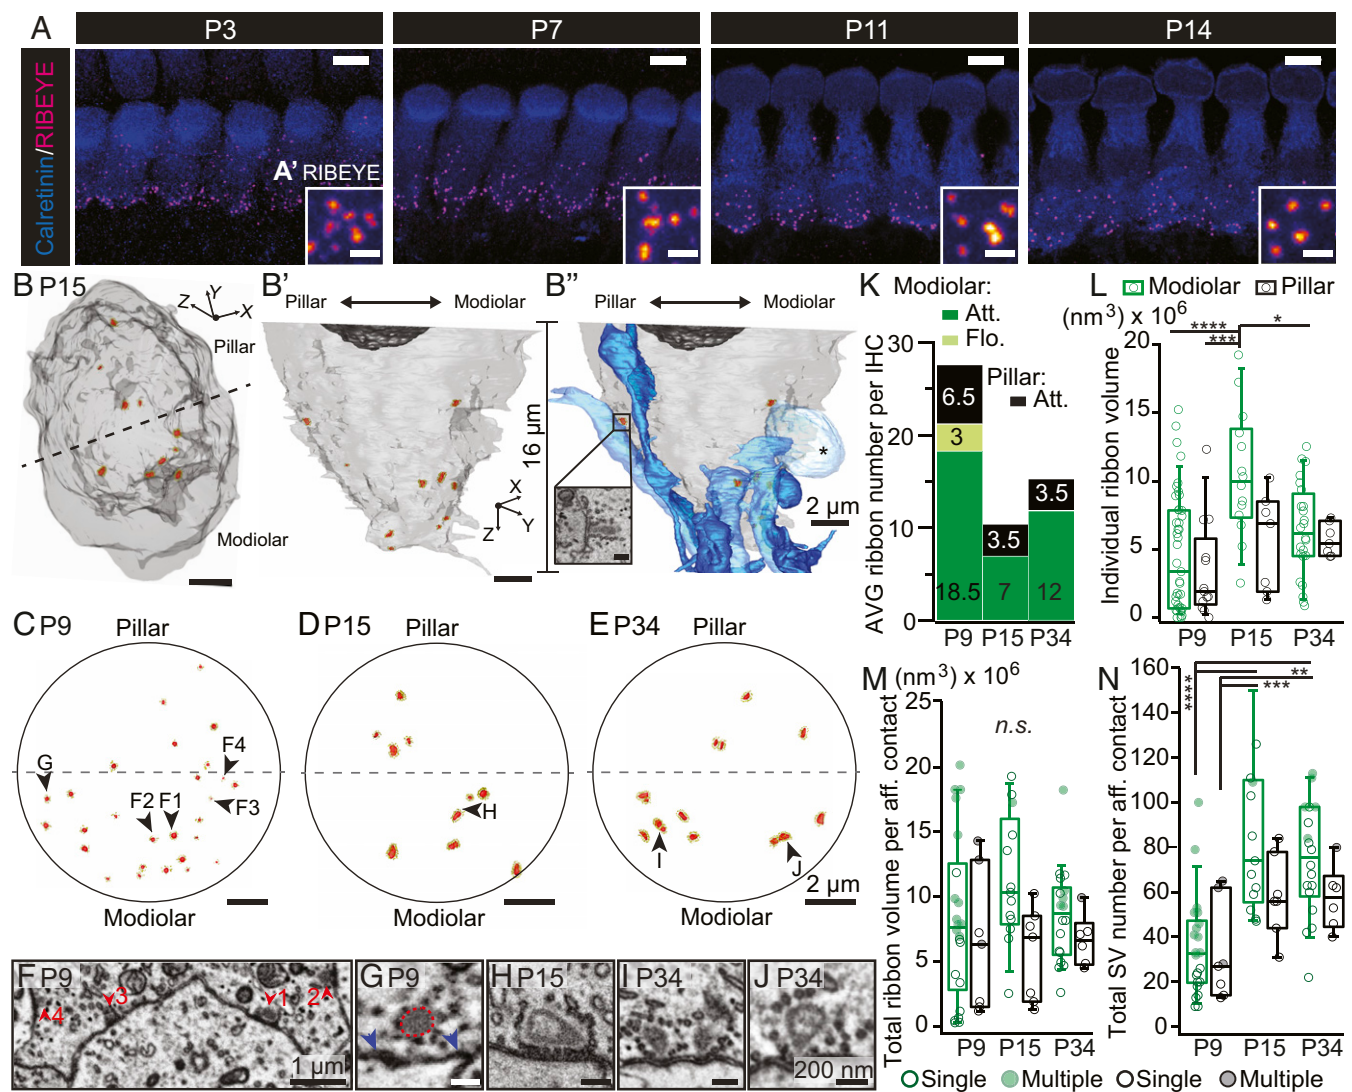 A
P3
P7
P11
P14
Calretinin/RIBEYE
A' RIBEYE
B P15
Z Y X
Pillar
Modiolar
B'
Pillar
Modiolar
X
Y
Z
16 µm
B''
Pillar
Modiolar
*
2 µm
K
Modiolar:
Att.
Flo.
Pillar:
Att.
AVG ribbon number per IHC
30
20
10
0
6.5
3
18.5
3.5
7
3.5
12
P9 P15 P34
L
Modiolar
Pillar
(nm³) x 10⁶
Individual ribbon volume
20
15
10
5
0
****
***
*
P9 P15 P34
C P9
Pillar
G
F4
F2 F1
F3
Modiolar
D P15
Pillar
H
Modiolar
E P34
Pillar
I
J
2 µm
Modiolar
F P9
4
3
1
2
1 µm
G P9
H P15
I P34
J P34
200 nm
M (nm³) x 10⁶
Total ribbon volume per aff. contact
25
20
15
10
5
0
n.s.
P9 P15 P34
N
Total SV number per aff. contact
160
140
120
100
80
60
40
20
0
****
**
***
P9 P15 P34
Single Multiple Single Multiple